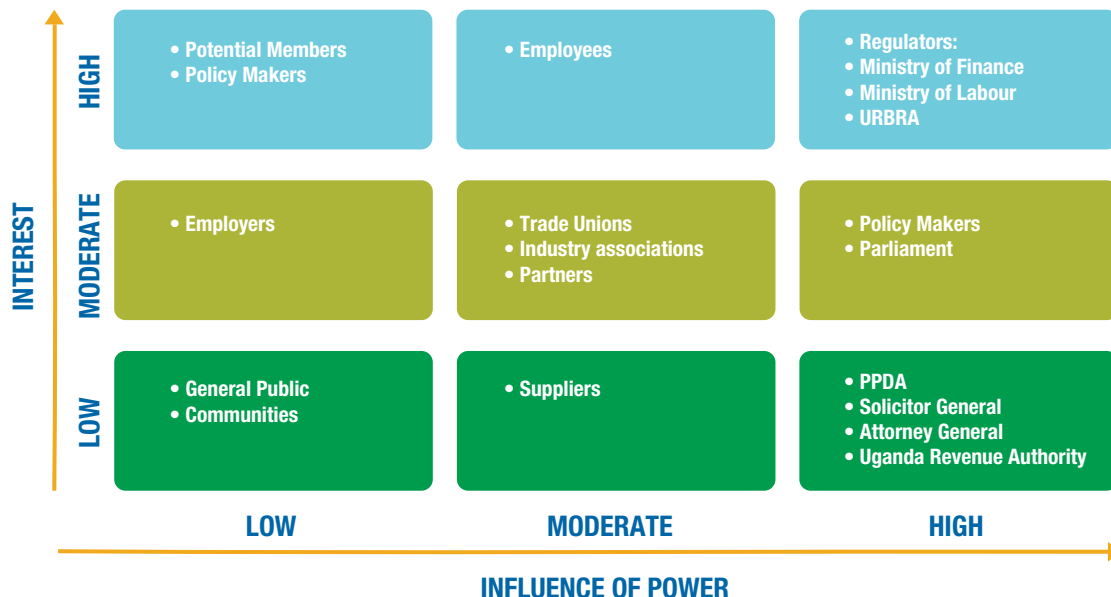 HIGH
• Potential Members
• Policy Makers
• Employees
• Regulators:
• Ministry of Finance
• Ministry of Labour
• URBRA
INTEREST
MODERATE
• Employers
• Trade Unions
• Industry associations
• Partners
• Policy Makers
• Parliament
LOW
• General Public
• Communities
• Suppliers
• PPDA
• Solicitor General
• Attorney General
• Uganda Revenue Authority
LOW
MODERATE
HIGH
INFLUENCE OF POWER